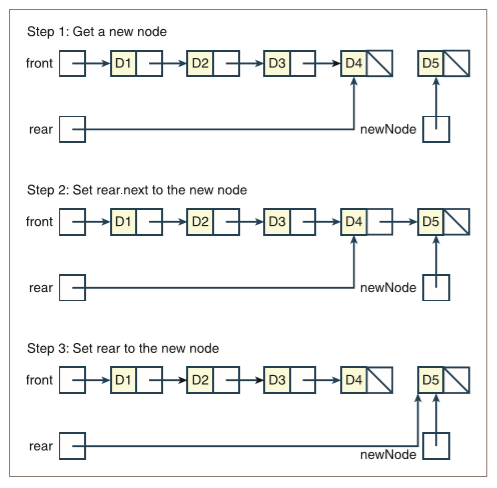 Step 1: Get a new node
front D1 D2 D3 D4 D5
rear newNode
Step 2: Set rear.next to the new node
front D1 D2 D3 D4 D5
rear newNode
Step 3: Set rear to the new node
front D1 D2 D3 D4 D5
rear newNode